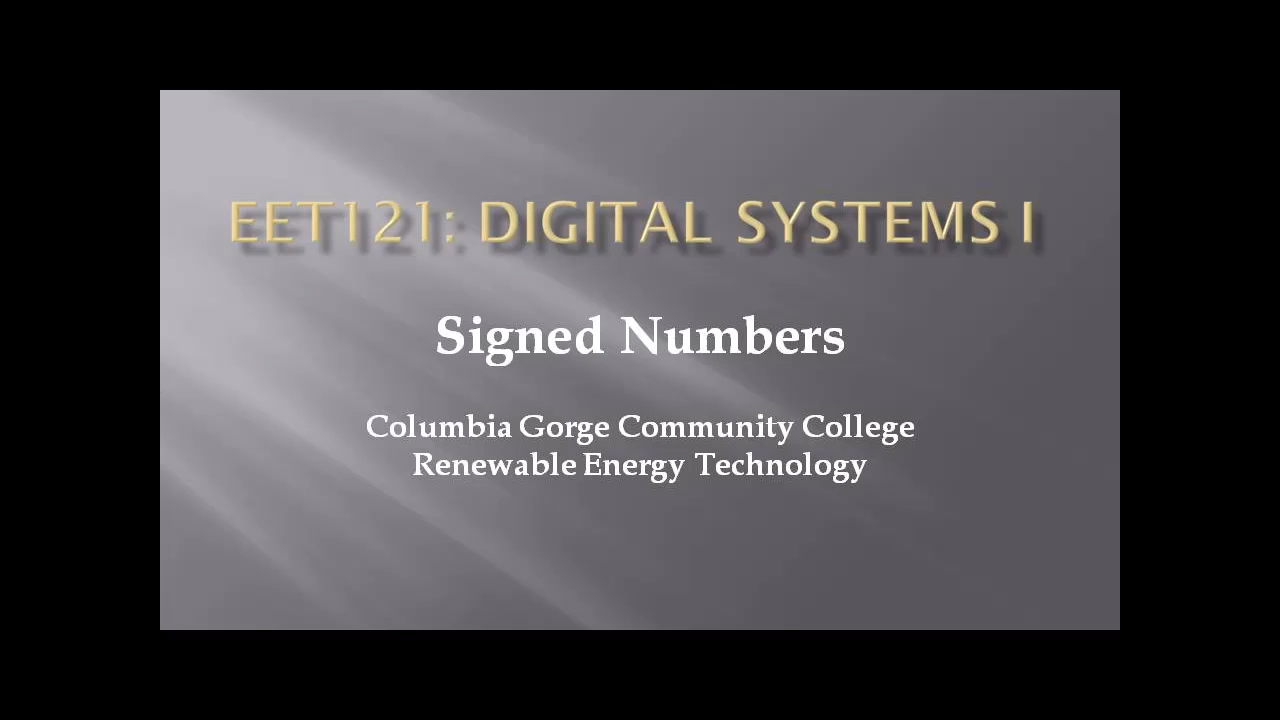 EET121: DIGITAL SYSTEMS I
Signed Numbers
Columbia Gorge Community College
Renewable Energy Technology